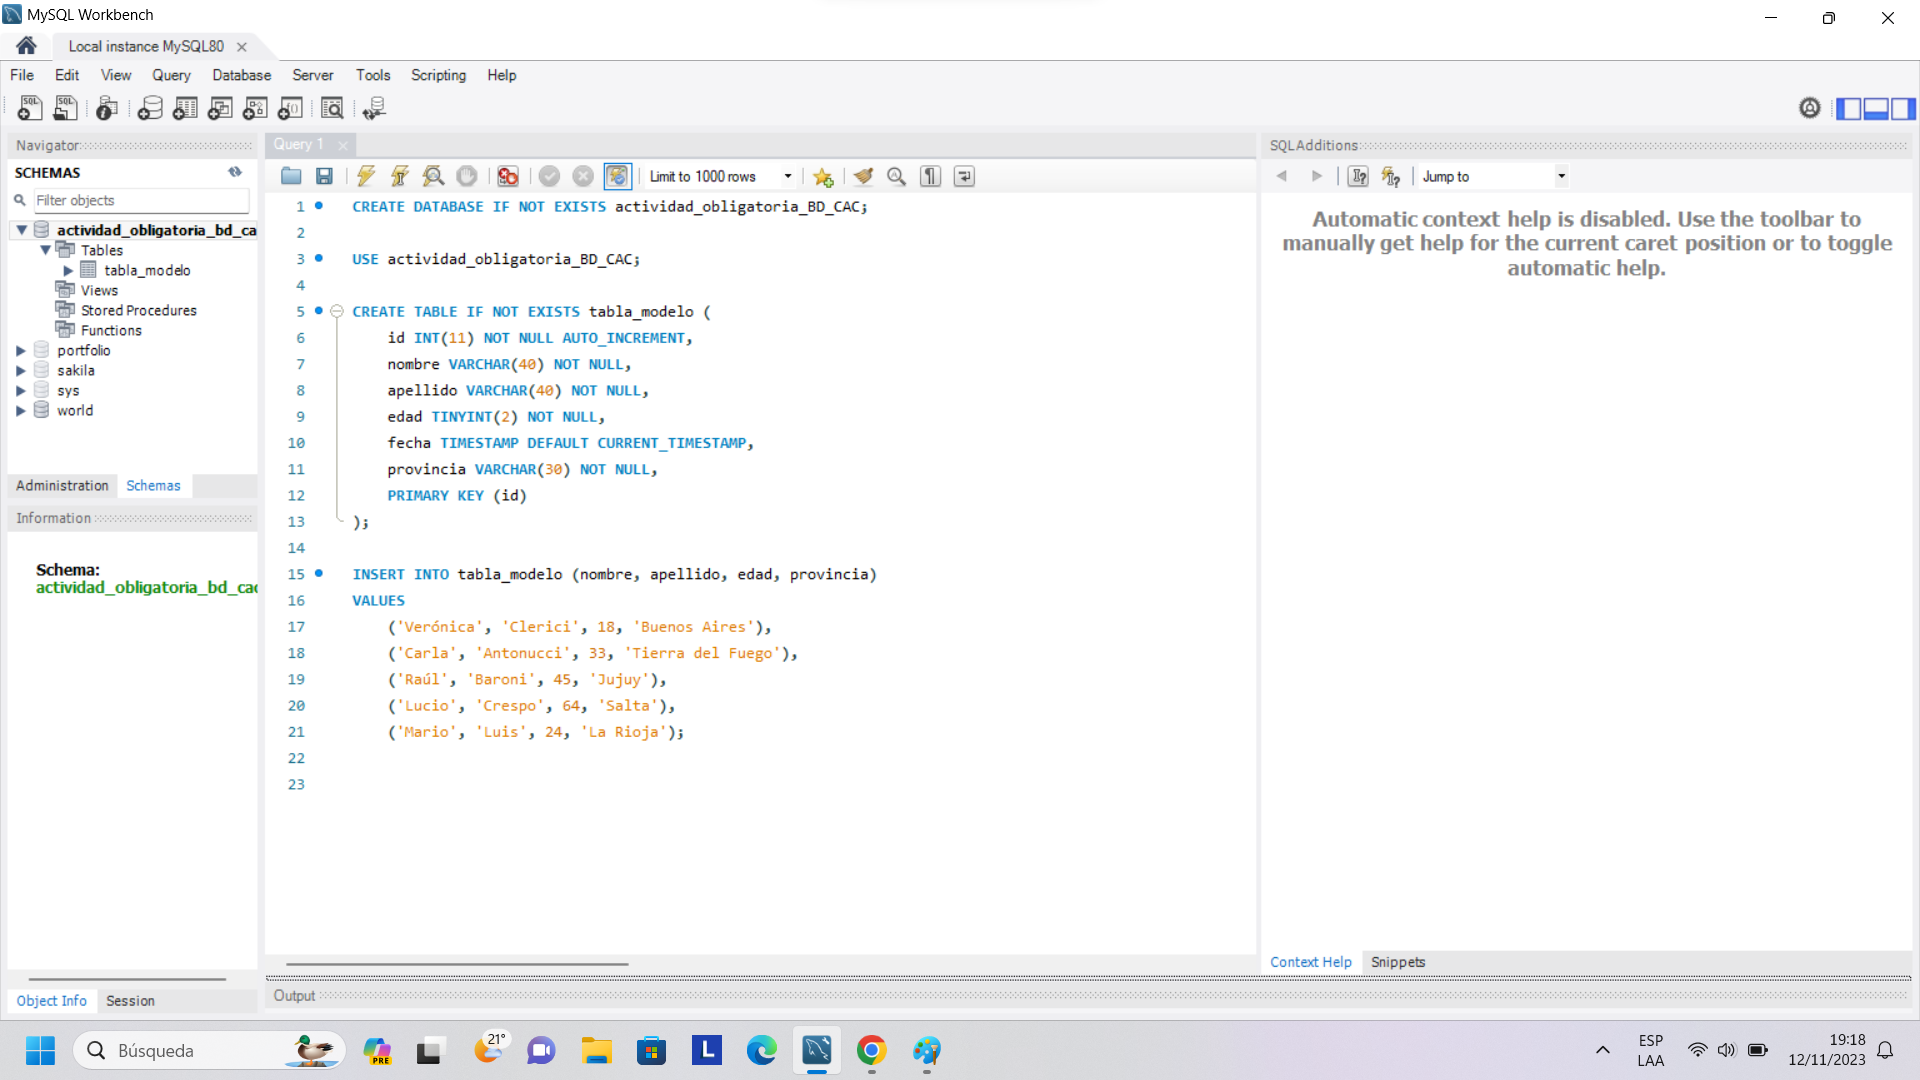 MySQL Workbench
Local instance MySQL80
File Edit View Query Database Server Tools Scripting Help
Navigator
SCHEMAS
Filter objects
actividad_obligatoria_bd_ca
Tables
tabla_modelo
Views
Stored Procedures
Functions
portfolio
sakila
sys
world
Administration Schemas
Information
Schema:
actividad_obligatoria_bd_cac
Object Info Session
Query 1
Limit to 1000 rows
1 CREATE DATABASE IF NOT EXISTS actividad_obligatoria_BD_CAC;
2
3 USE actividad_obligatoria_BD_CAC;
4
5 CREATE TABLE IF NOT EXISTS tabla_modelo (
6 id INT(11) NOT NULL AUTO_INCREMENT,
7 nombre VARCHAR(40) NOT NULL,
8 apellido VARCHAR(40) NOT NULL,
9 edad TINYINT(2) NOT NULL,
10 fecha TIMESTAMP DEFAULT CURRENT_TIMESTAMP,
11 provincia VARCHAR(30) NOT NULL,
12 PRIMARY KEY (id)
13 );
14
15 INSERT INTO tabla_modelo (nombre, apellido, edad, provincia)
16 VALUES
17 ('Verónica', 'Clerici', 18, 'Buenos Aires'),
18 ('Carla', 'Antonucci', 33, 'Tierra del Fuego'),
19 ('Raúl', 'Baroni', 45, 'Jujuy'),
20 ('Lucio', 'Crespo', 64, 'Salta'),
21 ('Mario', 'Luis', 24, 'La Rioja');
22
23
Output
SQLAdditions
Jump to
Automatic context help is disabled. Use the toolbar to
manually get help for the current caret position or to toggle
automatic help.
Context Help Snippets
Búsqueda
PRE
21°
L
ESP
LAA
19:18
12/11/2023